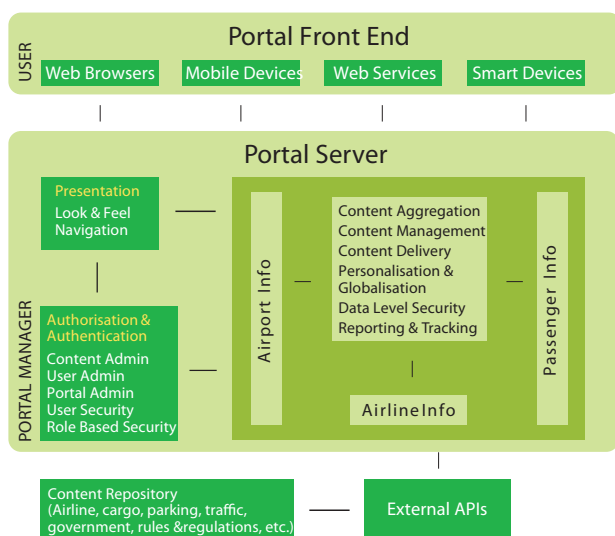 Portal Front End
USER
Web Browsers
Mobile Devices
Web Services
Smart Devices
Portal Server
PORTAL MANAGER
Presentation
Look & Feel
Navigation
Authorisation &
Authentication
Content Admin
User Admin
Portal Admin
User Security
Role Based Security
Airport Info
Content Aggregation
Content Management
Content Delivery
Personalisation &
Globalisation
Data Level Security
Reporting & Tracking
Passenger Info
AirlineInfo
Content Repository
(Airline, cargo, parking, traffic,
government, rules &regulations, etc.)
External APIs